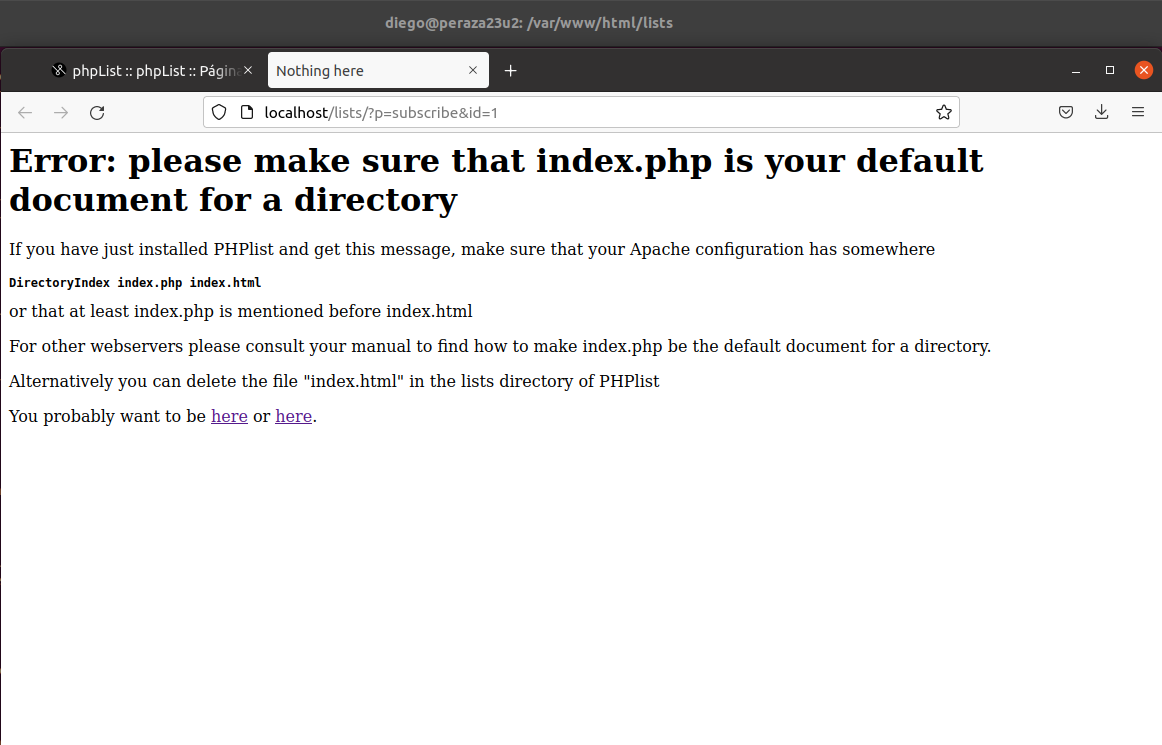 diego@peraza23u2: /var/www/html/lists
phpList :: phpList :: Página
Nothing here
localhost/lists/?p=subscribe&id=1
Error: please make sure that index.php is your default
document for a directory
If you have just installed PHPlist and get this message, make sure that your Apache configuration has somewhere
DirectoryIndex index.php index.html
or that at least index.php is mentioned before index.html
For other webservers please consult your manual to find how to make index.php be the default document for a directory.
Alternatively you can delete the file "index.html" in the lists directory of PHPlist
You probably want to be here or here.